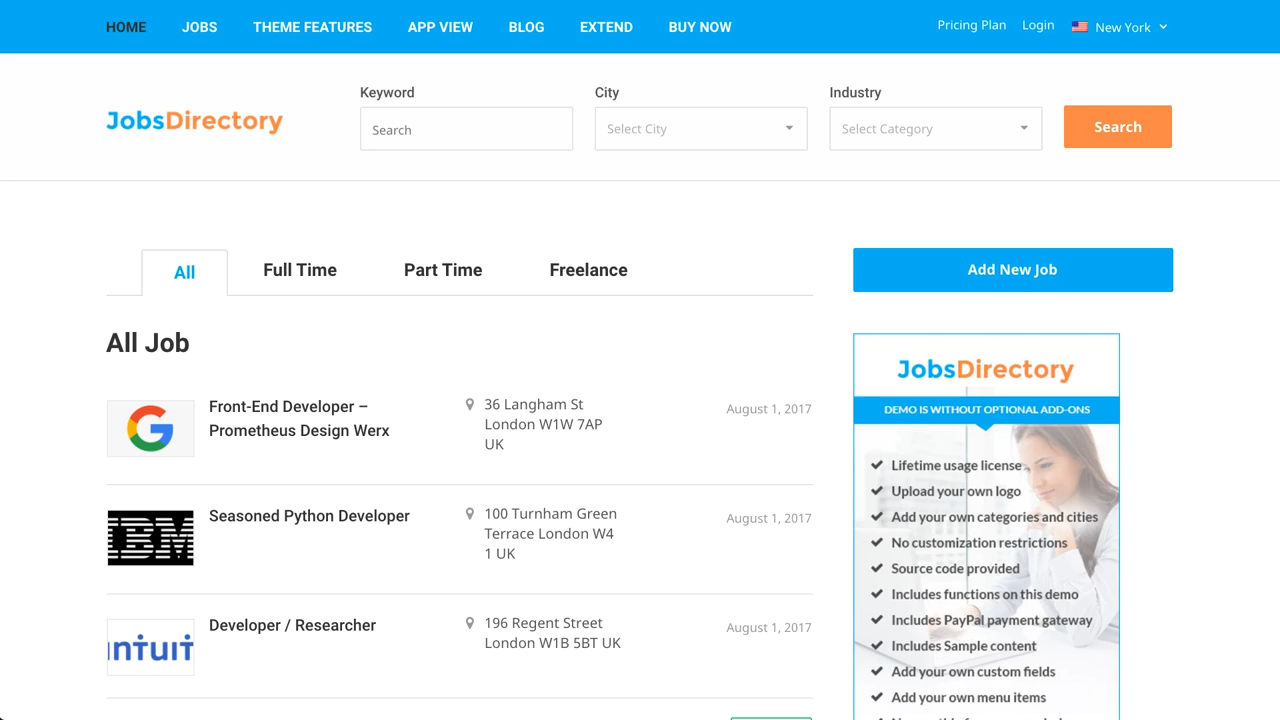 HOME JOBS THEME FEATURES APP VIEW BLOG EXTEND BUY NOW Pricing Plan Login New York
JobsDirectory
Keyword City Industry
Search Select City Select Category Search
All Full Time Part Time Freelance
Add New Job
All Job
Front-End Developer –
Prometheus Design Werx
36 Langham St
London W1W 7AP
UK
August 1, 2017
IBM
Seasoned Python Developer
100 Turnham Green
Terrace London W4
1 UK
August 1, 2017
intuit
Developer / Researcher
196 Regent Street
London W1B 5BT UK
August 1, 2017
JobsDirectory
DEMO IS WITHOUT OPTIONAL ADD-ONS
Lifetime usage license
Upload your own logo
Add your own categories and cities
No customization restrictions
Source code provided
Includes functions on this demo
Includes PayPal payment gateway
Includes Sample content
Add your own custom fields
Add your own menu items